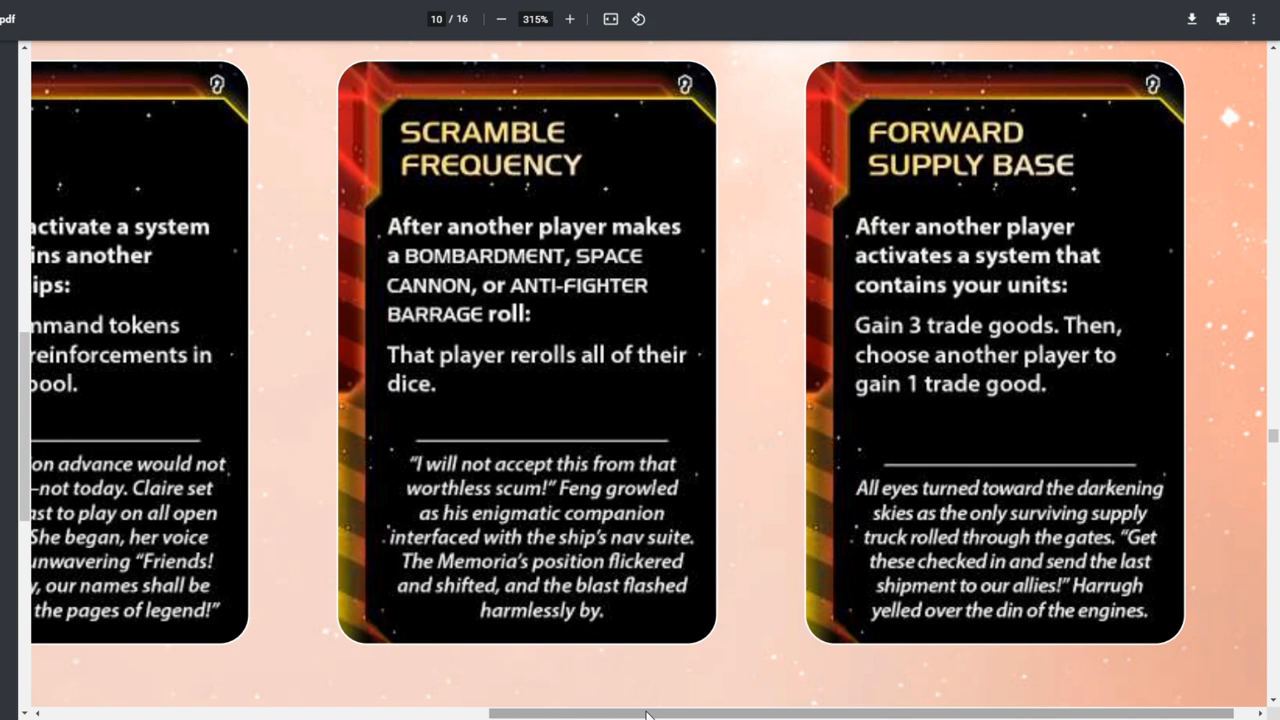 pdf
10 / 16
315%
activate a system
ins another
ips:
mmand tokens
reinforcements in
pool.
ion advance would not
—not today. Claire set
ast to play on all open
She began, her voice
unwavering “Friends!
y, our names shall be
the pages of legend!”
SCRAMBLE
FREQUENCY
After another player makes
a BOMBARDMENT, SPACE
CANNON, or ANTI-FIGHTER
BARRAGE roll:
That player rerolls all of their
dice.
“I will not accept this from that
worthless scum!” Feng growled
as his enigmatic companion
interfaced with the ship’s nav suite.
The Memoria’s position flickered
and shifted, and the blast flashed
harmlessly by.
FORWARD
SUPPLY BASE
After another player
activates a system that
contains your units:
Gain 3 trade goods. Then,
choose another player to
gain 1 trade good.
All eyes turned toward the darkening
skies as the only surviving supply
truck rolled through the gates. “Get
these checked in and send the last
shipment to our allies!” Harrugh
yelled over the din of the engines.